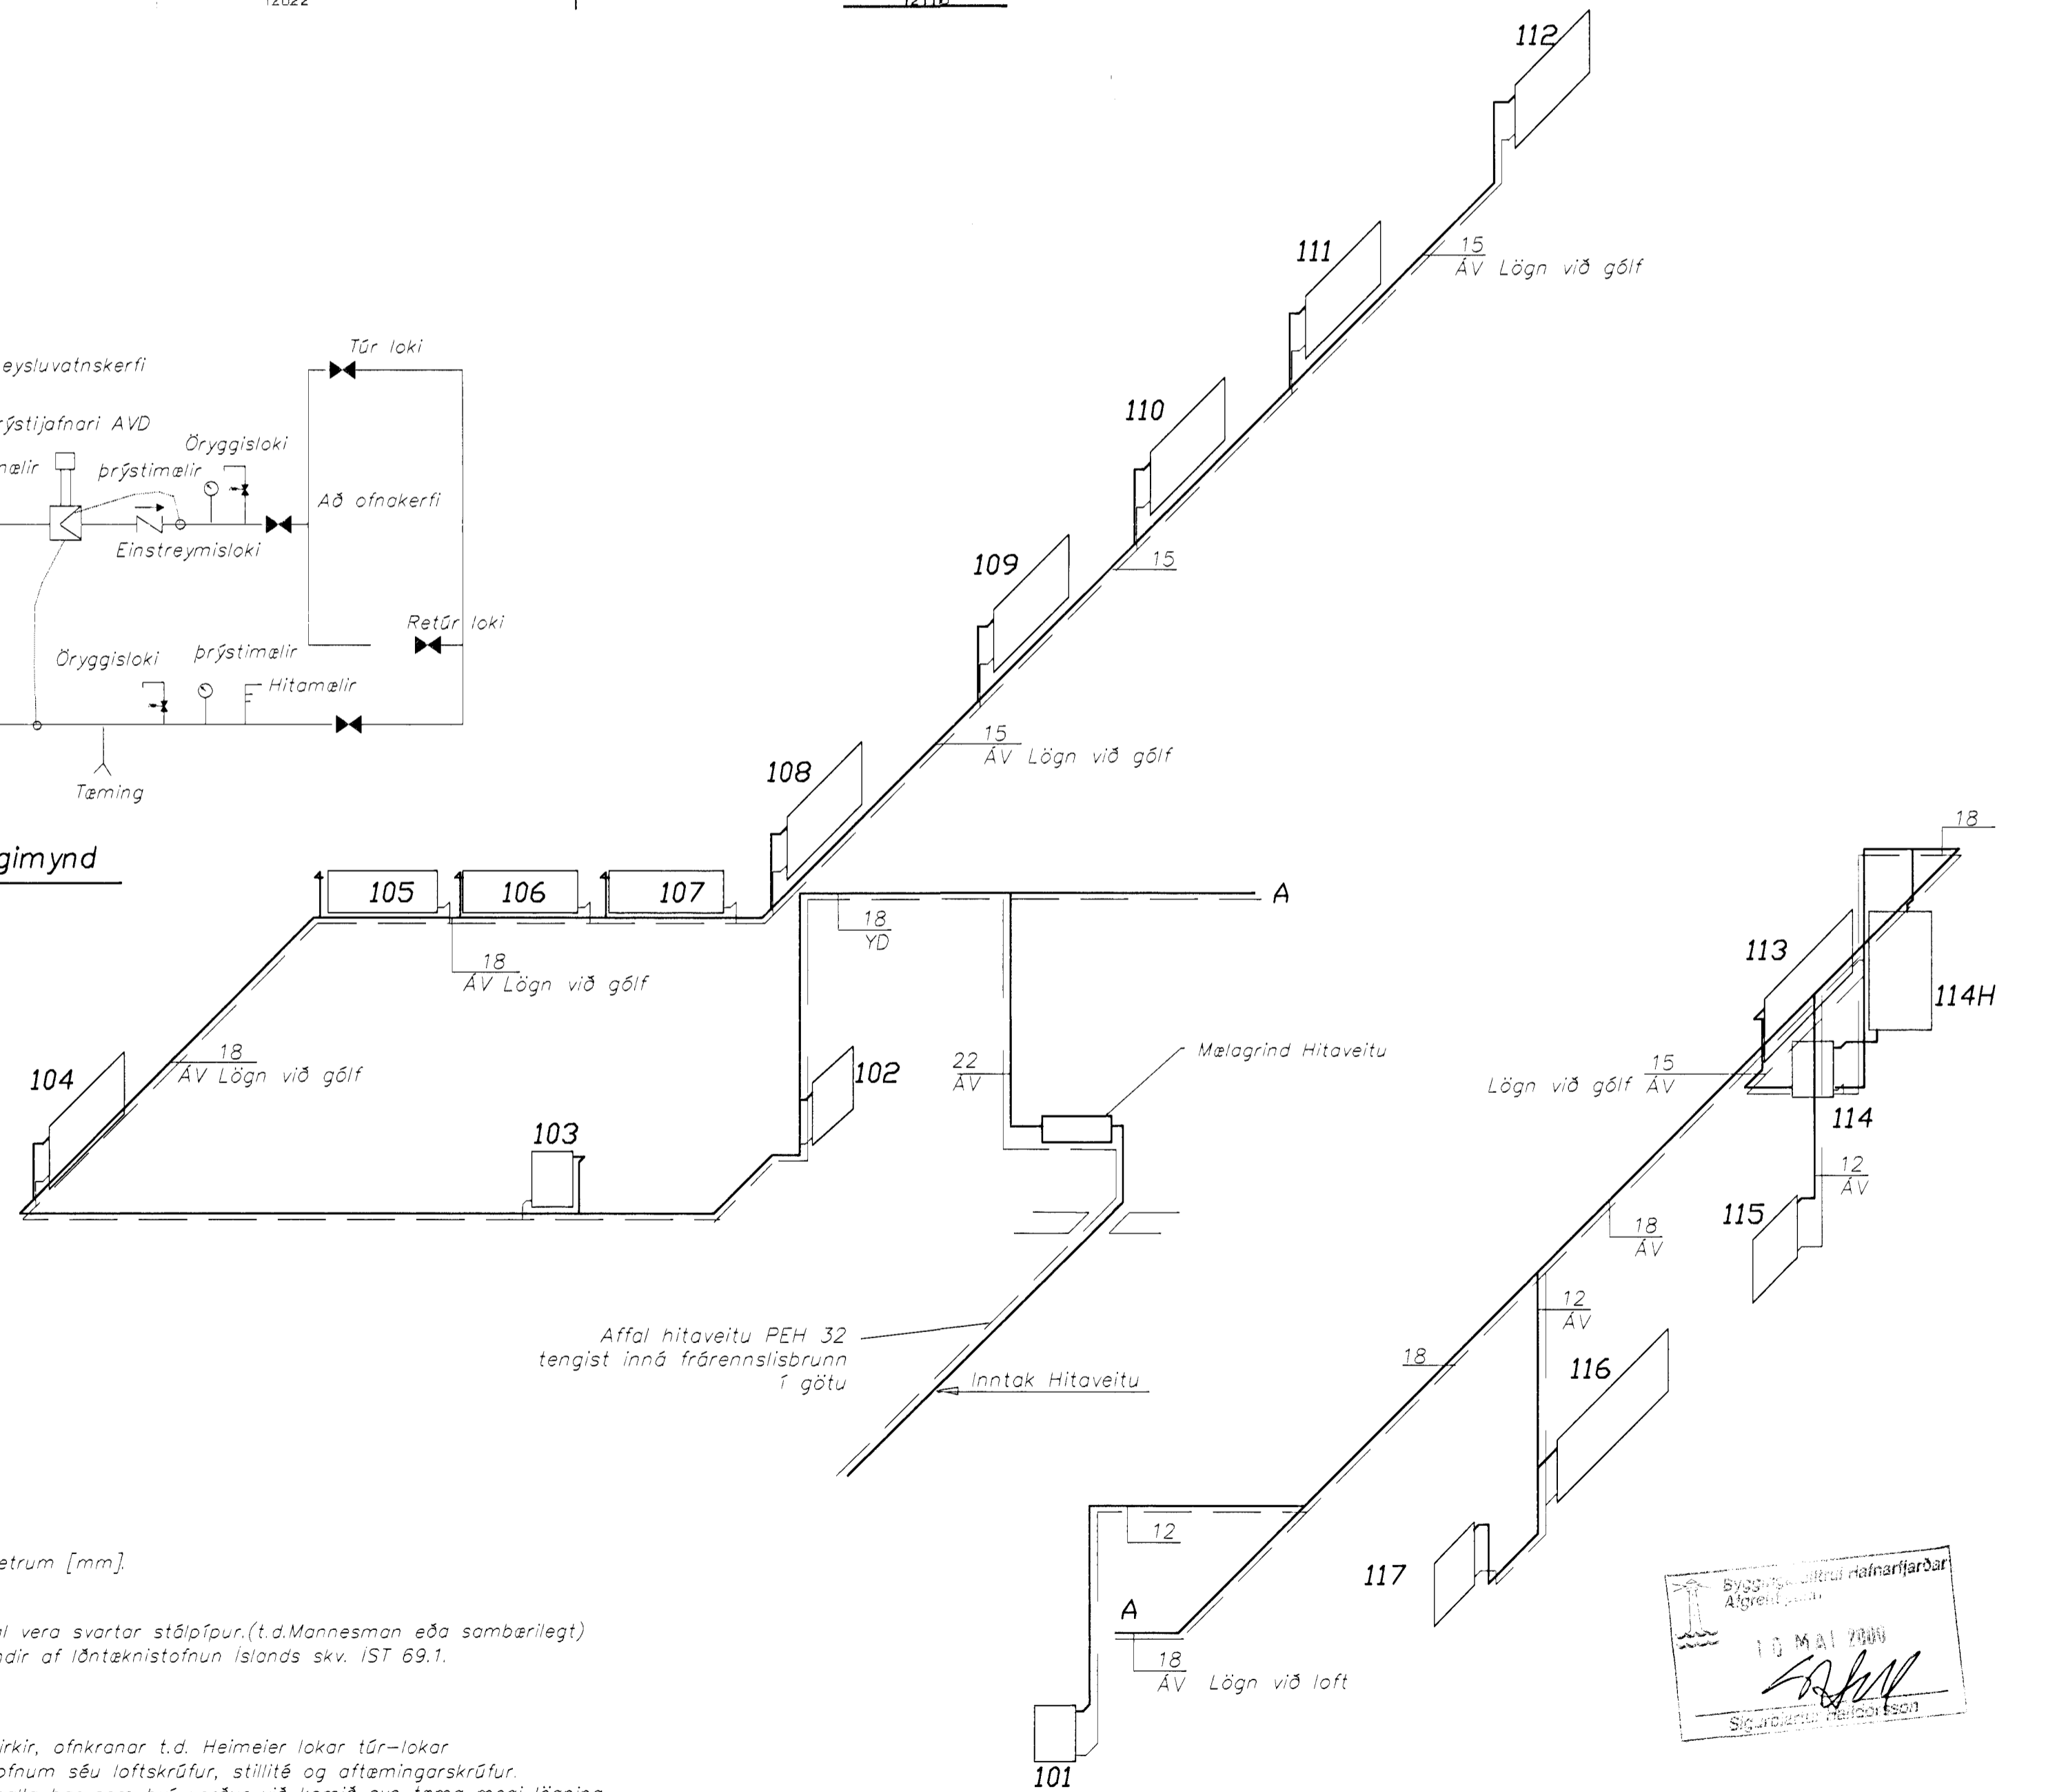 112
111
15
ÁV Lögn við gólf
110
109
15
15
ÁV Lögn við gólf
108
Túr loki
eysluvatnskerfi
rýstijafnari AVD
Öryggisloki
mælir
þrýstimælir
Að ofnakerfi
Einstreymisloki
Retúr loki
Öryggisloki
þrýstimælir
Hitamælir
Tæming
gimynd
105
106
107
A
18
YD
18
ÁV Lögn við gólf
18
ÁV Lögn við gólf
104
103
102
22
ÁV
Mælagrind Hitaveitu
Affal hitaveitu PEH 32
tengist inná frárennslisbrunn
í götu
Inntak Hitaveitu
18
113
114H
15
Lögn við gólf ÁV
114
12
ÁV
115
18
ÁV
12
ÁV
18
116
117
12
A
18
ÁV Lögn við loft
101
etrum [mm].
l vera svartar stálpípur.(t.d.Mannesman eða sambærilegt)
dir af Iðntæknistofnun Íslands skv. ÍST 69.1.
irkir, ofnkranar t.d. Heimeier lokar túr-lokar
ofnum séu loftskrúfur, stillité og aftæmingarskrúfur.
Hafnarfjarðar
10 MAI 2000